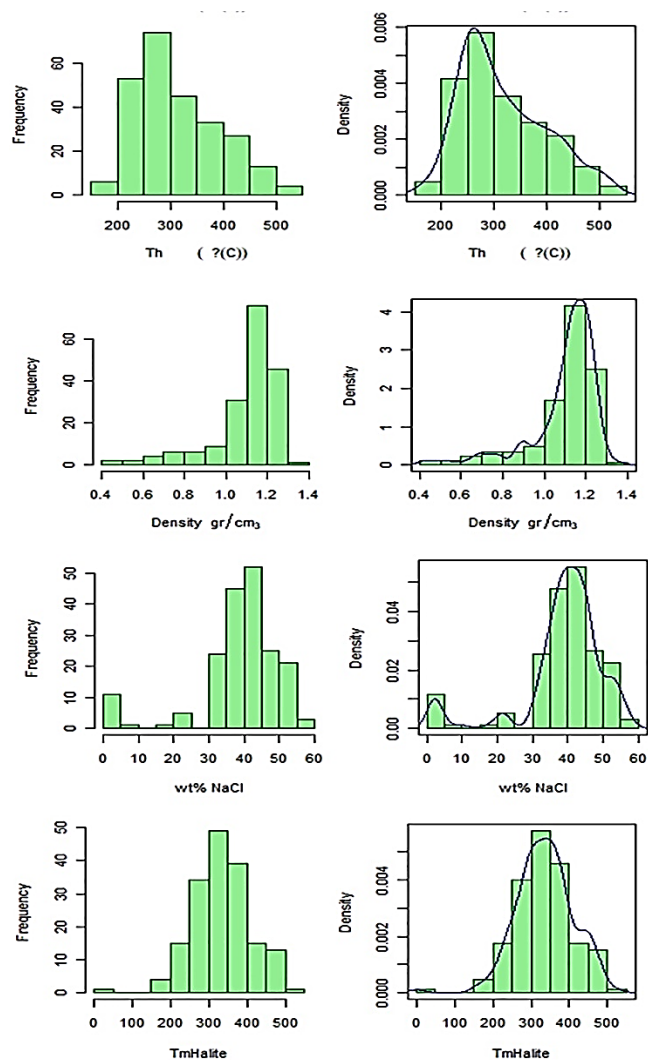 Frequency
0 20 40 60
200 300 400 500
Th ( ?(C))
Density
0.000 0.002 0.004 0.006
200 300 400 500
Th ( ?(C))
Frequency
0 20 40 60
0.4 0.6 0.8 1.0 1.2 1.4
Density gr/cm3
Density
0 1 2 3 4
0.4 0.6 0.8 1.0 1.2 1.4
Density gr/cm3
Frequency
0 10 20 30 40 50
0 10 20 30 40 50 60
wt% NaCl
Density
0.00 0.02 0.04
0 10 20 30 40 50 60
wt% NaCl
Frequency
0 10 20 30 40 50
0 100 200 300 400 500
TmHalite
Density
0.000 0.002 0.004
0 100 200 300 400 500
TmHalite